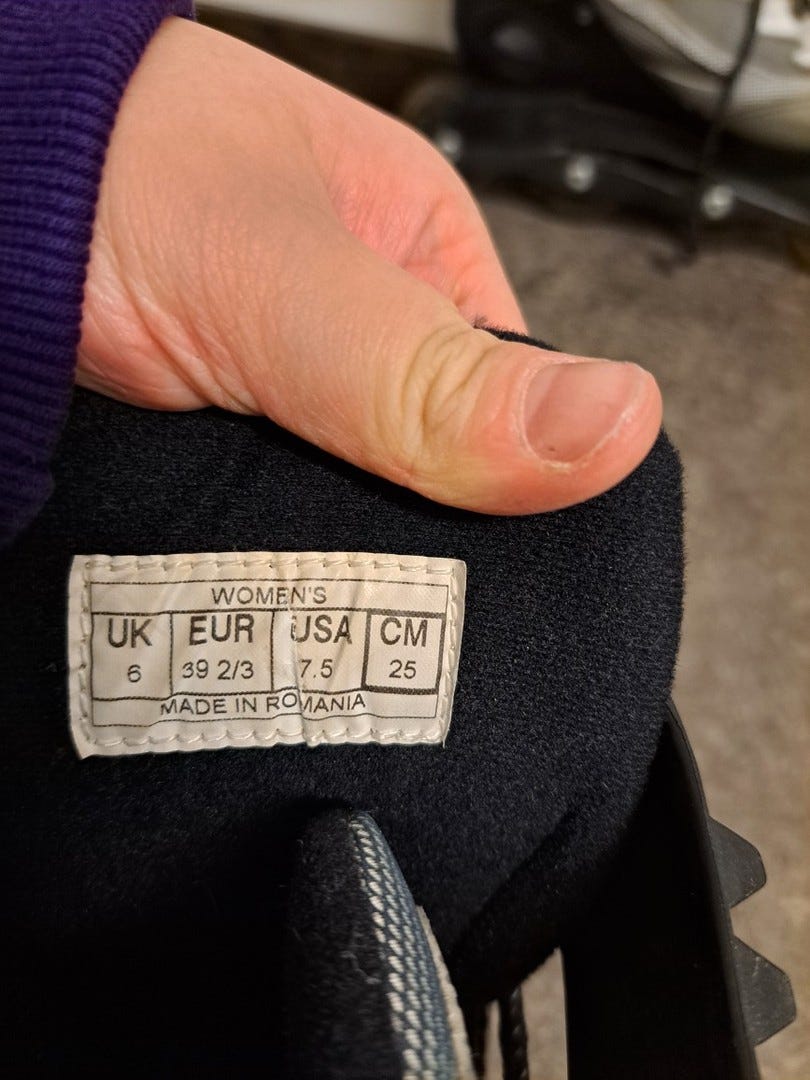 WOMEN'S
UK EUR USA CM
6 39 2/3 7.5 25
MADE IN ROMANIA